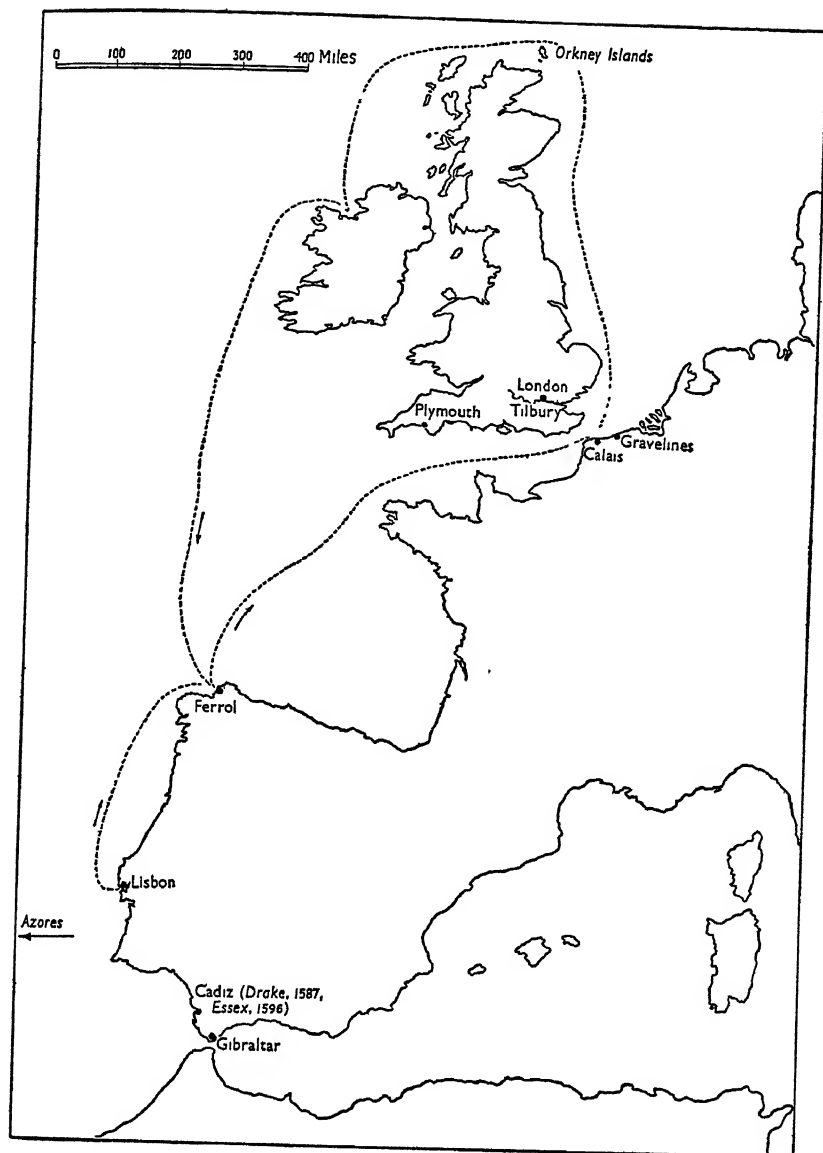 0 100 200 300 400 Miles
Orkney Islands
London
Plymouth Tilbury
Gravelines
Calais
Ferrol
Lisbon
Azores
Cadiz (Drake, 1587,
Essex, 1596)
Gibraltar